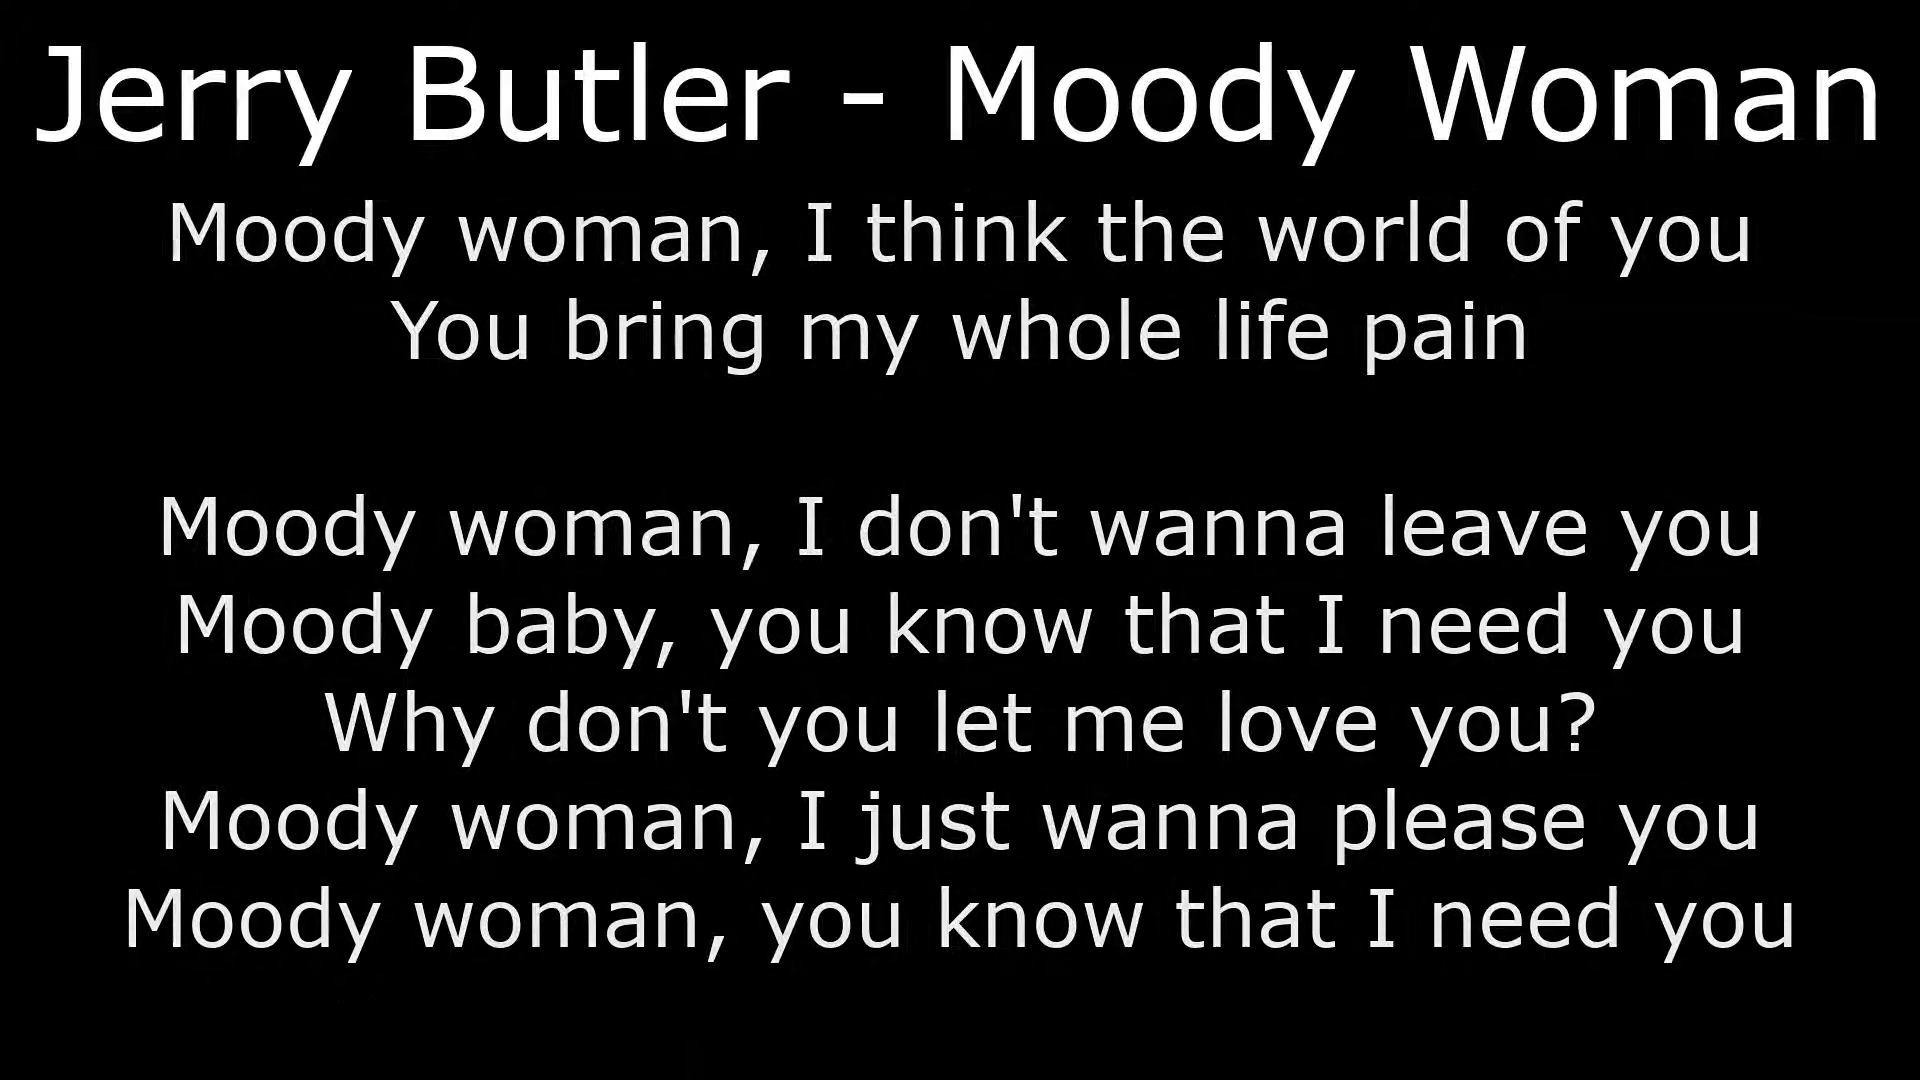 Jerry Butler - Moody Woman
Moody woman, I think the world of you
You bring my whole life pain
Moody woman, I don't wanna leave you
Moody baby, you know that I need you
Why don't you let me love you?
Moody woman, I just wanna please you
Moody woman, you know that I need you